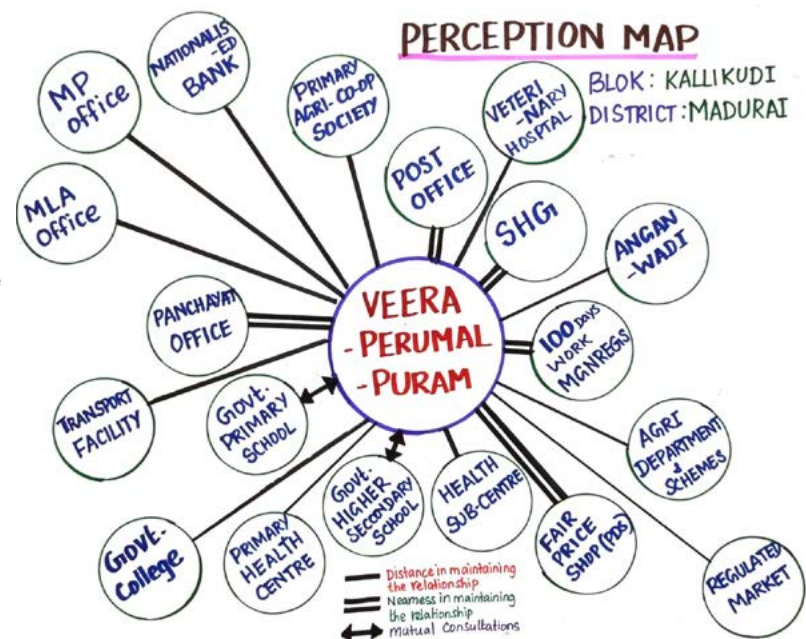 PERCEPTION MAP
BLOK: KALLIKUDI
DISTRICT: MADURAI
MP
office
NATIONALIS
-ED
BANK
PRIMARY
AGRI-CO-OP
SOCIETY
POST
OFFICE
VETERI
-NARY
HOSPTAL
MLA
Office
SHG
ANGAN
-WADI
PANCHAYAT
OFFICE
VEERA
-PERUMAL
-PURAM
100 DAYS
WORK
MGNREGS
TRANSPORT
FACILITY
GOVT.
PRIMARY
SCHOOL
AGRI
DEPARTMENT
&
SCHEMES
GOVT.
College
PRIMARY
HEALTH
CENTRE
GOVT.
HIGHER
SECONDARY
SCHOOL
HEALTH
SUB-CENTRE
FAIR
PRICE
SHOP (PDS)
REGULATED
MARKET
Distance in maintaining
the relationship
Nearness in maintaining
the relationship
Mutual Consultations